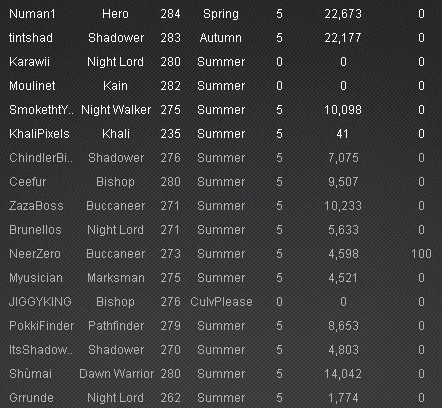 Numan1 Hero 284 Spring 5 22,673 0
tintshad Shadower 283 Autumn 5 22,177 0
Karawii Night Lord 280 Summer 0 0 0
Moulinet Kain 282 Summer 0 0 0
SmokethtY.. Night Walker 275 Summer 5 10,098 0
KhaliPixels Khali 235 Summer 5 41 0
ChindlerBi.. Shadower 276 Summer 5 7,075 0
Ceefur Bishop 280 Summer 5 9,507 0
ZazaBoss Buccaneer 271 Summer 5 10,233 0
Brunellos Night Lord 271 Summer 5 5,633 0
NeerZero Buccaneer 273 Summer 5 4,598 100
Myusician Marksman 275 Summer 5 4,521 0
JIGGYKING Bishop 276 CulvPlease 0 0 0
PokkiFinder Pathfinder 279 Summer 5 8,653 0
ItsShadow.. Shadower 270 Summer 5 4,803 0
Shùmai Dawn Warrior 280 Summer 5 14,042 0
Grrunde Night Lord 262 Summer 5 1,774 0